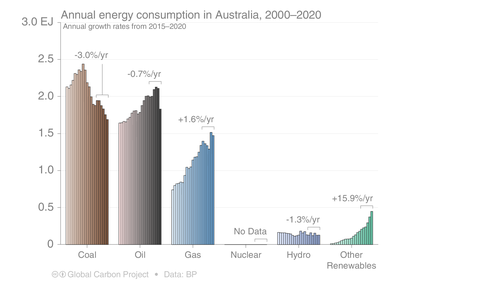 Annual energy consumption in Australia, 2000–2020
Annual growth rates from 2015–2020
3.0 EJ
2.5
2.0
1.5
1.0
0.5
0
-3.0%/yr
-0.7%/yr
+1.6%/yr
No Data
-1.3%/yr
+15.9%/yr
Coal
Oil
Gas
Nuclear
Hydro
Other
Renewables
Global Carbon Project • Data: BP